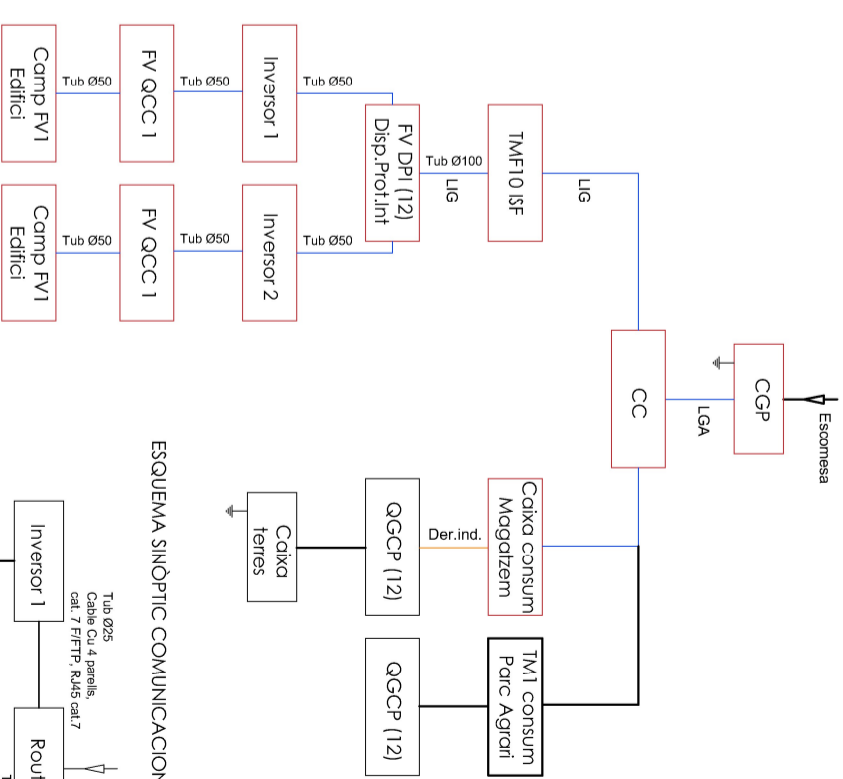 Escomesa
CGP
LGA
CC
LIG
TMF10 ISF
Tub Ø100
LIG
FV DPI (12)
Disp.Prot.Int
Tub Ø50
Inversor 1
Tub Ø50
FV QCC 1
Tub Ø50
Camp FV1
Edifici
Tub Ø50
Inversor 2
Tub Ø50
FV QCC 1
Tub Ø50
Camp FV1
Edifici
Caixa consum
Magatzem
Der.ind.
QGCP (12)
Caixa
terres
TM1 consum
Parc Agrari
QGCP (12)
ESQUEMA SINÒPTIC COMUNICACION
Tub Ø25
Cable Cu 4 parells,
cat. 7 F/FTP, RJ45 cat.7
Inversor 1
Rout